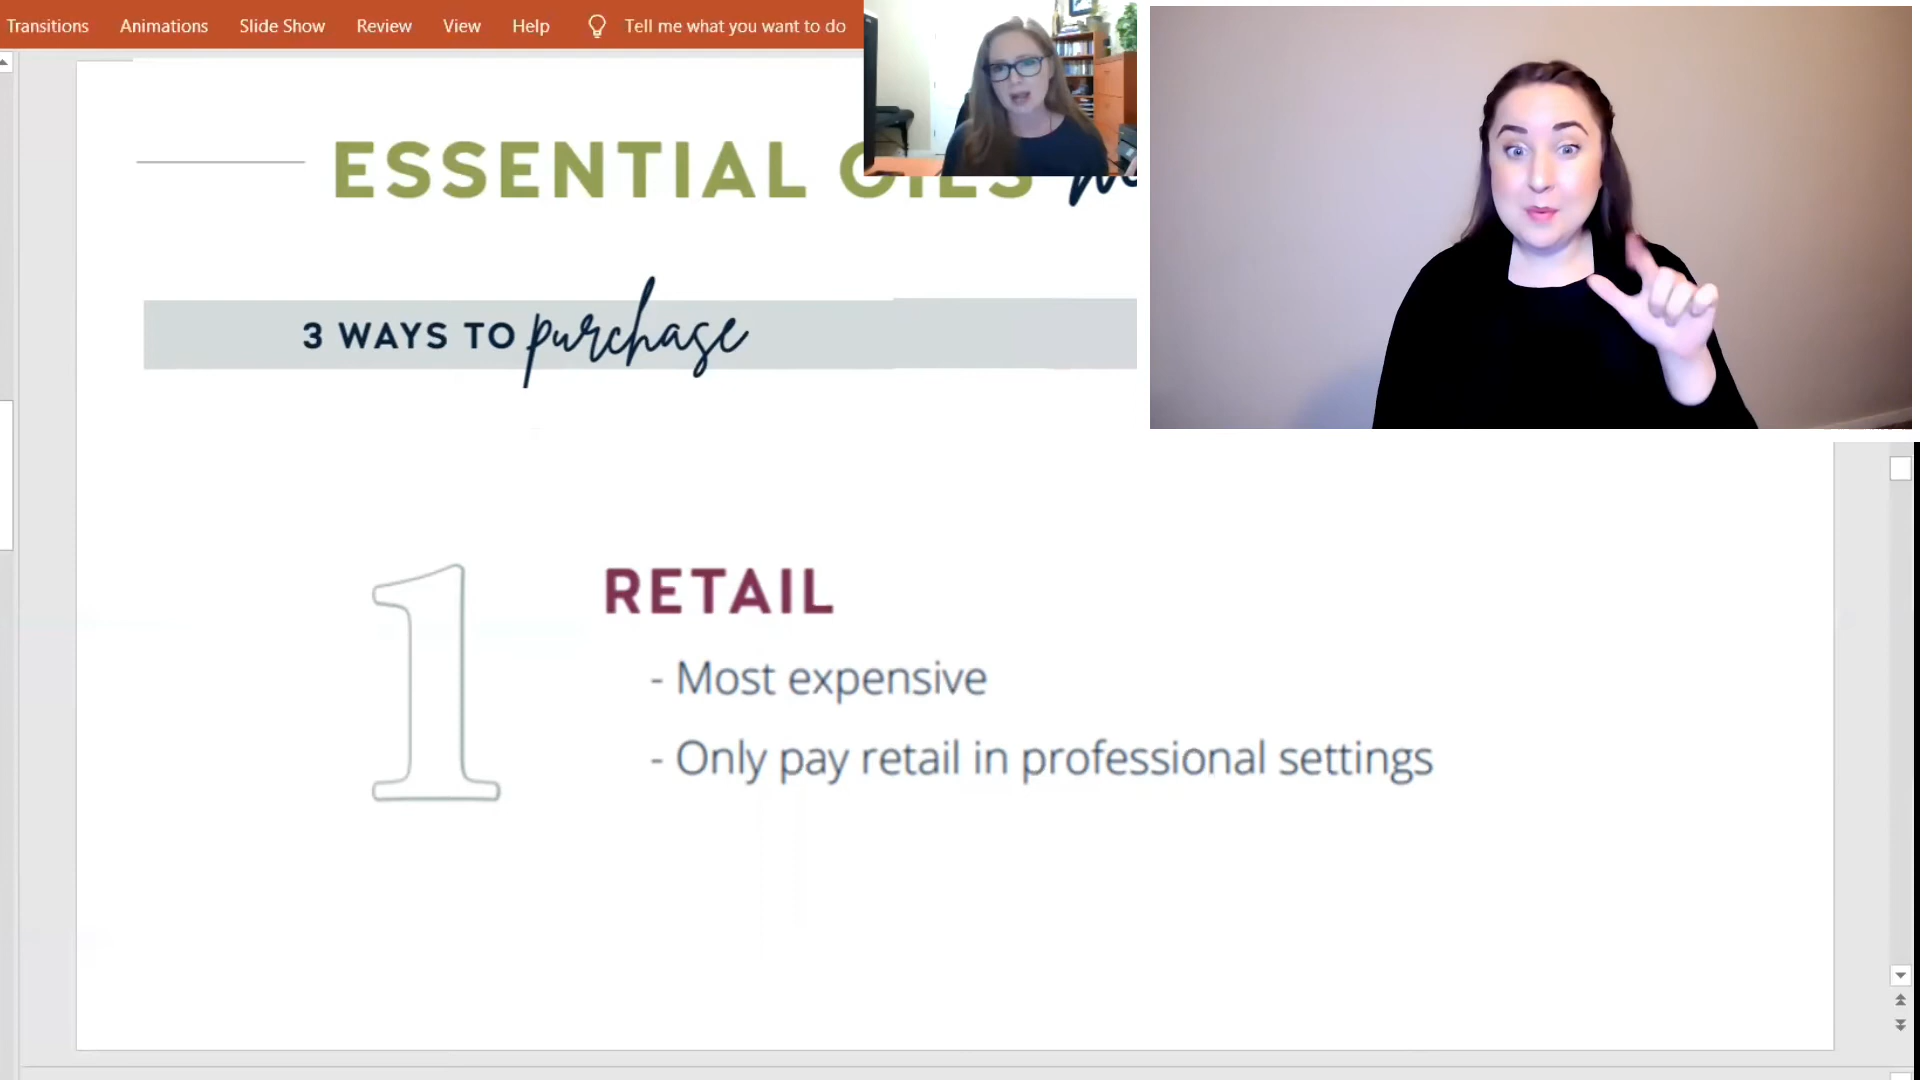 Transitions Animations Slide Show Review View Help Tell me what you want to do
ESSENTIAL OILS
3 WAYS TO purchase
1
RETAIL
- Most expensive
- Only pay retail in professional settings